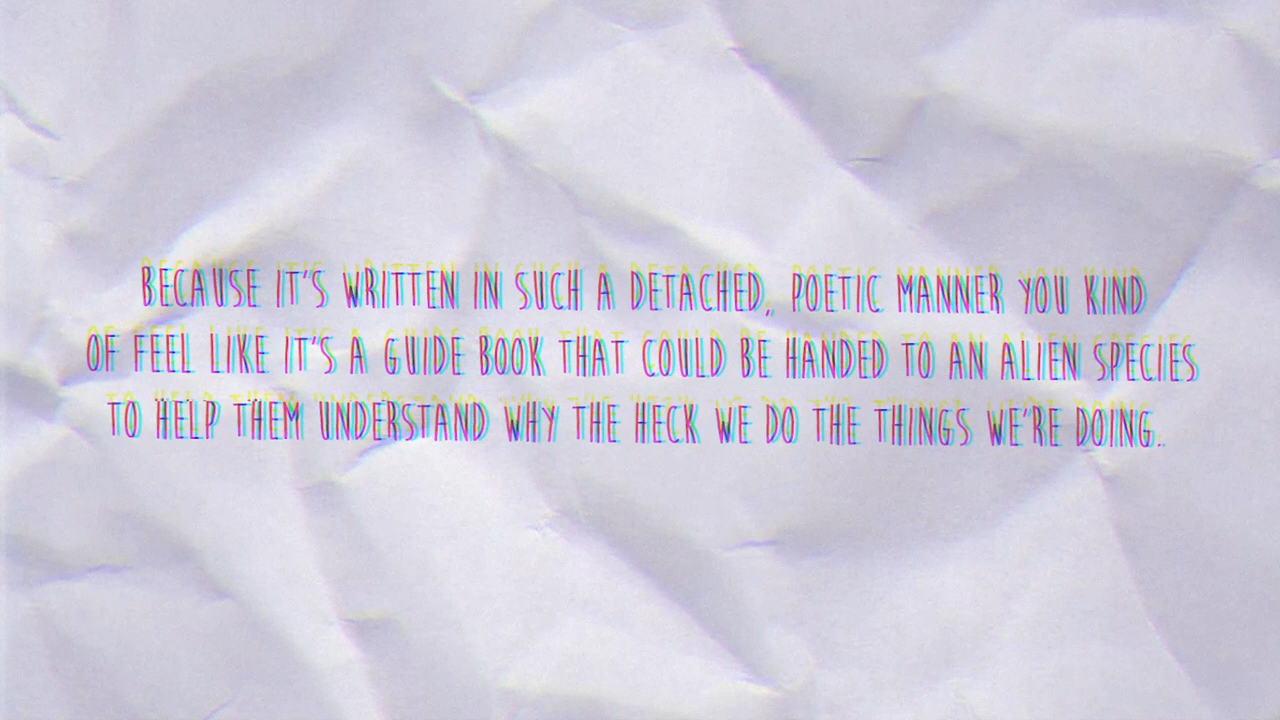 BECAUSE IT'S WRITTEN IN SUCH A DETACHED, POETIC MANNER YOU KIND
OF FEEL LIKE IT'S A GUIDE BOOK THAT COULD BE HANDED TO AN ALIEN SPECIES
TO HELP THEM UNDERSTAND WHY THE HECK WE DO THE THINGS WE'RE DOING.